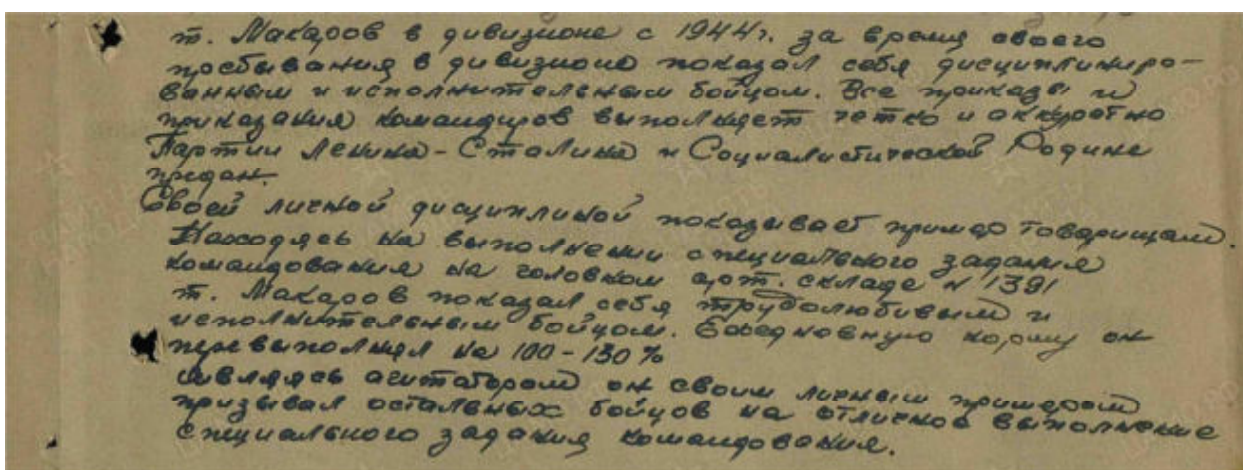 т. Макаров в дивизионе с 1944г. за время своего
пребывания в дивизионе показал себя дисциплиниро-
ванным и исполнительным бойцом. Все приказы и
приказания командиров выполняет четко и аккуратно
Партии Ленина-Сталина и Социалистической Родине
предан.
Своей личной дисциплиной показывает пример товарищам.
Находясь на выполнении специального задания
командования на головном арт. складе N 1391
т. Макаров показал себя трудолюбивым и
исполнительным бойцом. Ежедневную норму он
перевыполнял на 100-130%
Являясь агитатором он своим личным примером
призывал остальных бойцов на отличное выполнение
специального задания командования.